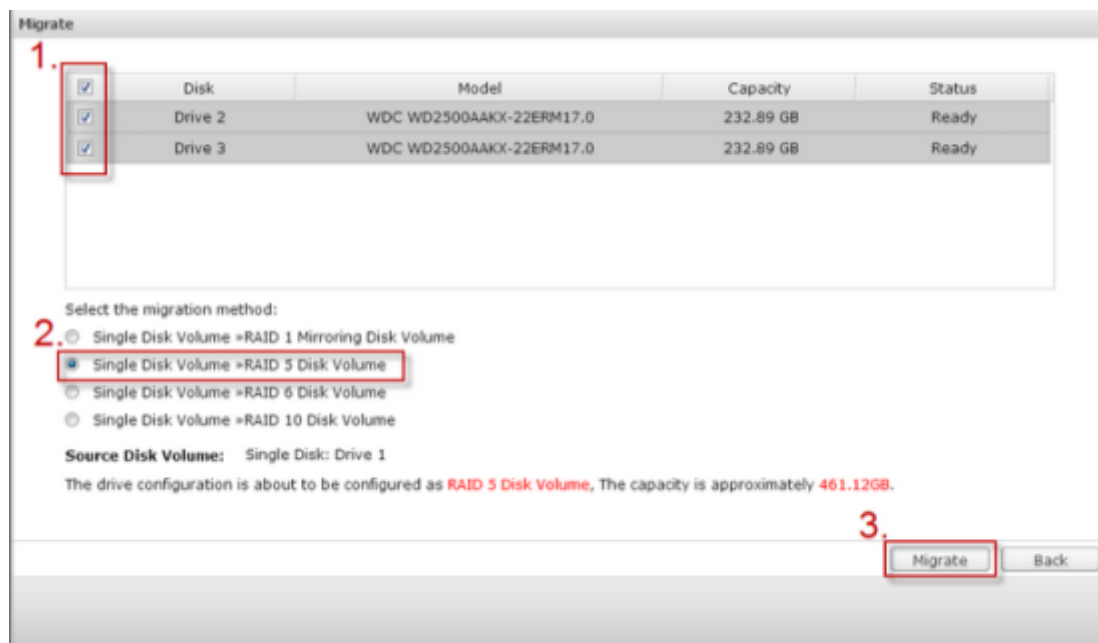 Migrate
1.
Disk Model Capacity Status
Drive 2 WDC WD2500AAKX-22ERM17.0 232.89 GB Ready
Drive 3 WDC WD2500AAKX-22ERM17.0 232.89 GB Ready
Select the migration method:
2. Single Disk Volume »RAID 1 Mirroring Disk Volume
Single Disk Volume »RAID 5 Disk Volume
Single Disk Volume »RAID 6 Disk Volume
Single Disk Volume »RAID 10 Disk Volume
Source Disk Volume: Single Disk: Drive 1
The drive configuration is about to be configured as RAID 5 Disk Volume, The capacity is approximately 461.12GB.
3.
Migrate Back